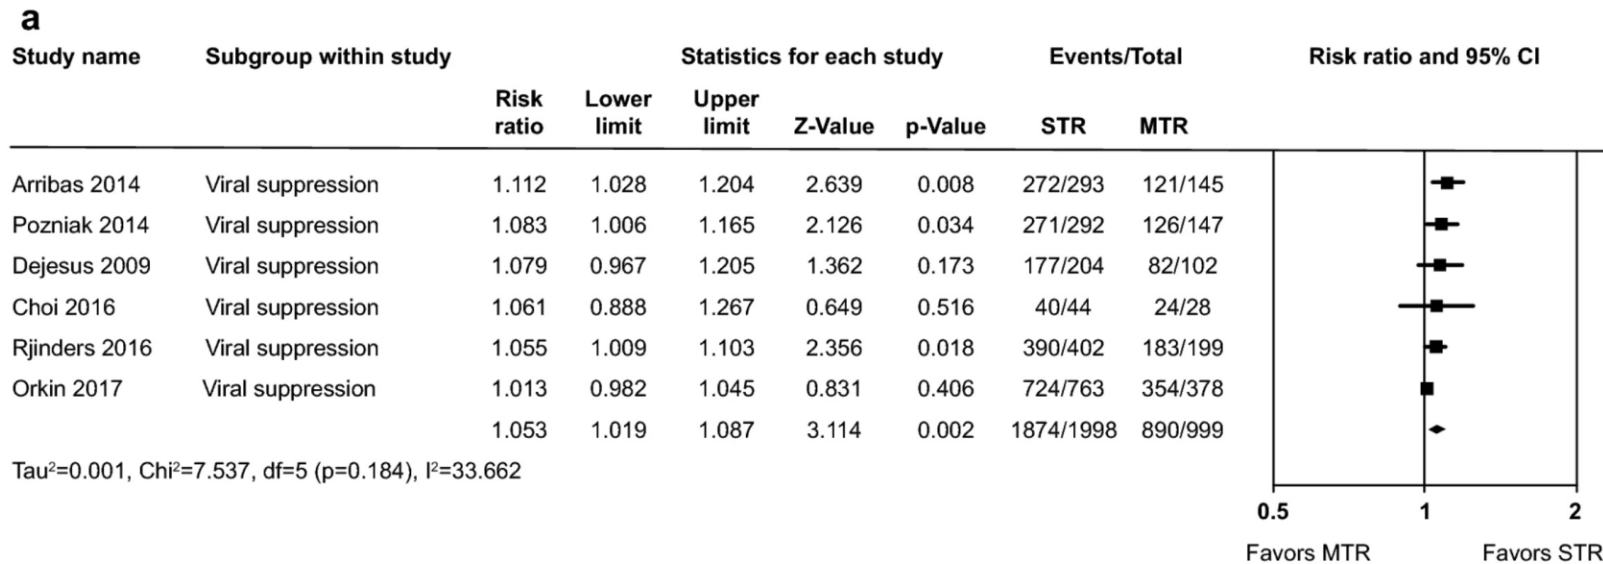 a
Study name Subgroup within study Statistics for each study Events/Total Risk ratio and 95% CI
Risk ratio Lower limit Upper limit Z-Value p-Value STR MTR
Arribas 2014 Viral suppression 1.112 1.028 1.204 2.639 0.008 272/293 121/145
Pozniak 2014 Viral suppression 1.083 1.006 1.165 2.126 0.034 271/292 126/147
Dejesus 2009 Viral suppression 1.079 0.967 1.205 1.362 0.173 177/204 82/102
Choi 2016 Viral suppression 1.061 0.888 1.267 0.649 0.516 40/44 24/28
Rjinders 2016 Viral suppression 1.055 1.009 1.103 2.356 0.018 390/402 183/199
Orkin 2017 Viral suppression 1.013 0.982 1.045 0.831 0.406 724/763 354/378
1.053 1.019 1.087 3.114 0.002 1874/1998 890/999
Tau²=0.001, Chi²=7.537, df=5 (p=0.184), I²=33.662
0.5 1 2
Favors MTR Favors STR